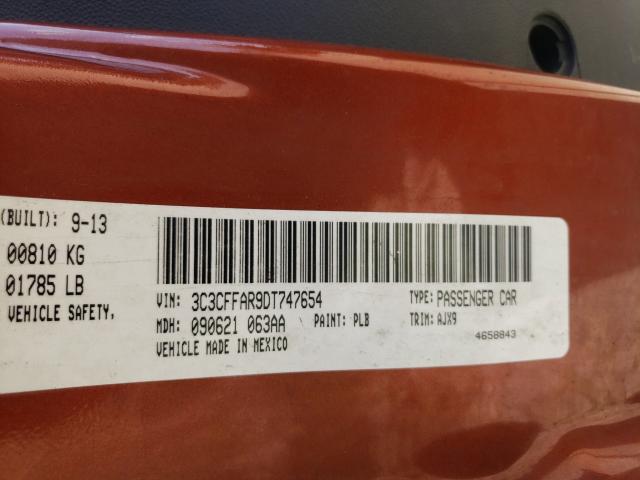 (BUILT): 9-13
00810 KG
01785 LB
VEHICLE SAFETY,
VIN: 3C3CFFAR9DT747654 TYPE: PASSENGER CAR
MDH: 090621 063AA PAINT: PLB TRIM: AJX9
VEHICLE MADE IN MEXICO 4658843